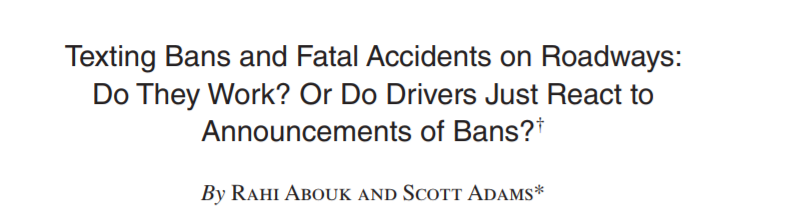 Texting Bans and Fatal Accidents on Roadways:
Do They Work? Or Do Drivers Just React to
Announcements of Bans?†
By Rahi Abouk and Scott Adams*